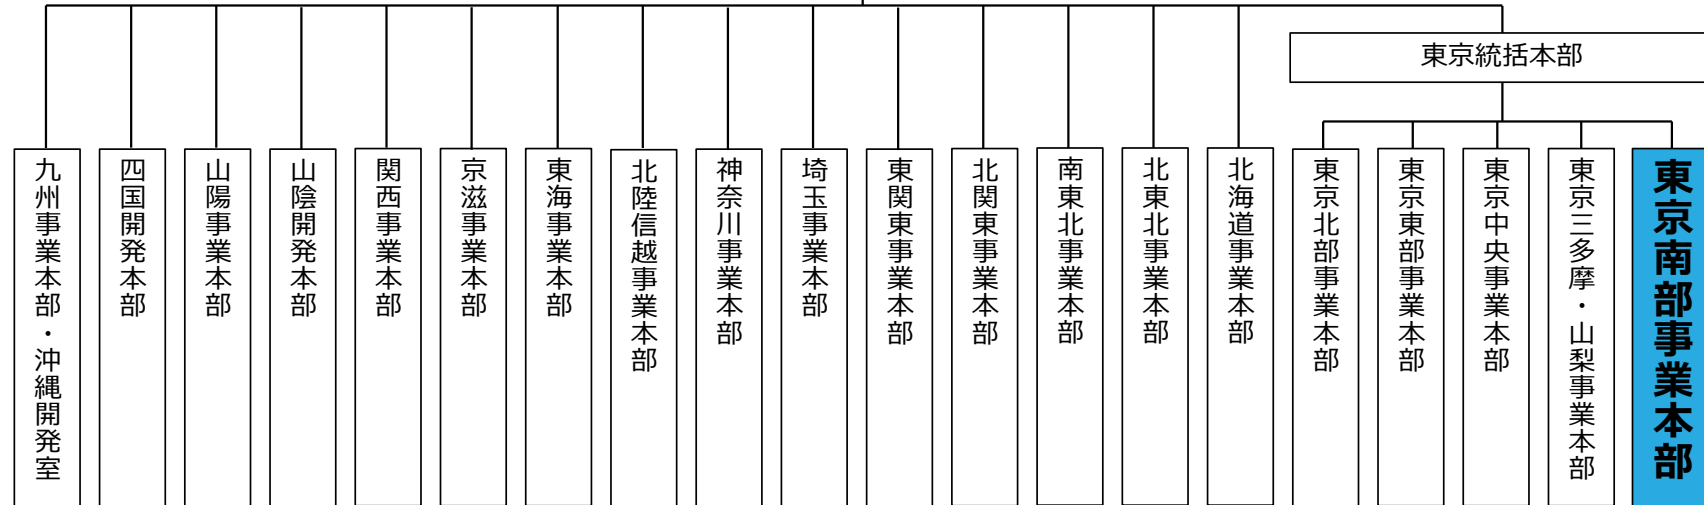 東京統括本部
九州事業本部・沖縄開発室
四国開発本部
山陽事業本部
山陰開発本部
関西事業本部
京滋事業本部
東海事業本部
北陸信越事業本部
神奈川事業本部
埼玉事業本部
東関東事業本部
北関東事業本部
南東北事業本部
北東北事業本部
北海道事業本部
東京北部事業本部
東京東部事業本部
東京中央事業本部
東京三多摩・山梨事業本部
東京南部事業本部